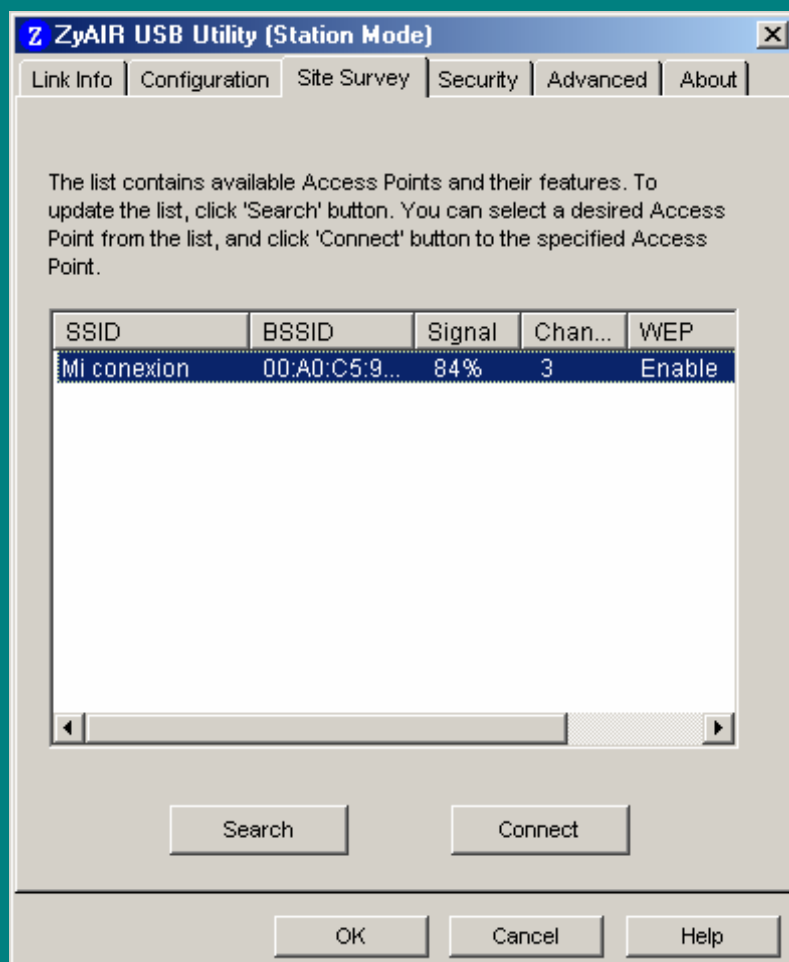 Z ZyAIR USB Utility (Station Mode)
Link Info Configuration Site Survey Security Advanced About
The list contains available Access Points and their features. To
update the list, click 'Search' button. You can select a desired Access
Point from the list, and click 'Connect' button to the specified Access
Point.
SSID BSSID Signal Chan... WEP
Mi conexion 00:A0:C5:9... 84% 3 Enable
Search Connect
OK Cancel Help